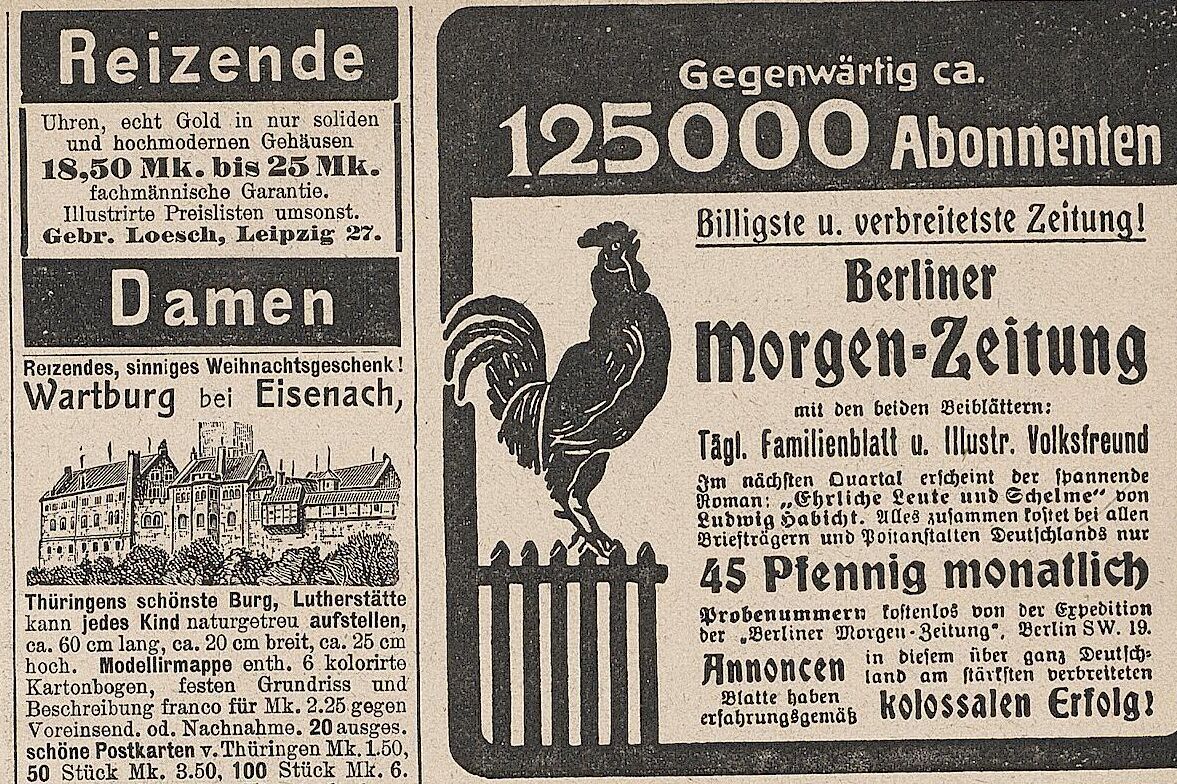 Reizende
Uhren, echt Gold in nur soliden
und hochmodernen Gehäusen
18,50 Mk. bis 25 Mk.
fachmännische Garantie.
Illustrirte Preislisten umsonst.
Gebr. Loesch, Leipzig 27.
Damen
Reizendes, sinniges Weihnachtsgeschenk!
Wartburg bei Eisenach,
Thüringens schönste Burg, Lutherstätte
kann jedes Kind naturgetreu aufstellen,
ca. 60 cm lang, ca. 20 cm breit, ca. 25 cm
hoch. Modellirmappe enth. 6 kolorirte
Kartonbogen, festen Grundriss und
Beschreibung franco für Mk. 2.25 gegen
Voreinsend. od. Nachnahme. 20 ausges.
schöne Postkarten v. Thüringen Mk. 1.50,
50 Stück Mk. 3.50, 100 Stück Mk. 6.
Gegenwärtig ca.
125000 Abonnenten
Billigste u. verbreitetste Zeitung!
Berliner
Morgen-Zeitung
mit den beiden Beiblättern:
Tägl. Familienblatt u. Illustr. Volksfreund
Im nächsten Quartal erscheint der spannende
Roman: „Ehrliche Leute und Schelme" von
Ludwig Habicht. Alles zusammen kostet bei allen
Briefträgern und Postanstalten Deutschlands nur
45 Pfennig monatlich
Probenummern kostenlos von der Expedition
der „Berliner Morgen-Zeitung", Berlin SW. 19.
Annoncen in diesem über ganz Deutsch-
land am stärksten verbreiteten
Blatte haben
erfahrungsgemäß kolossalen Erfolg!